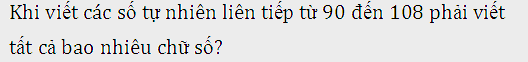 Khi viết các số tự nhiên liên tiếp từ 90 đến 108 phải viết
tất cả bao nhiêu chữ số?